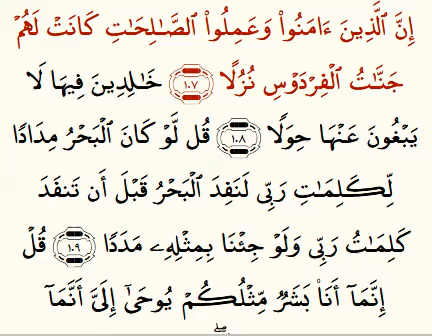 إِنَّ ٱلَّذِينَ ءَامَنُوا۟ وَعَمِلُوا۟ ٱلصَّـٰلِحَـٰتِ كَانَتْ لَهُمْ
جَنَّـٰتُ ٱلْفِرْدَوْسِ نُزُلًا ١٠٧ خَـٰلِدِينَ فِيهَا لَا
يَبْغُونَ عَنْهَا حِوَلًا ١٠٨ قُل لَّوْ كَانَ ٱلْبَحْرُ مِدَادًا
لِّكَلِمَـٰتِ رَبِّى لَنَفِدَ ٱلْبَحْرُ قَبْلَ أَن تَنفَدَ
كَلِمَـٰتُ رَبِّى وَلَوْ جِئْنَا بِمِثْلِهِۦ مَدَدًا ١٠٩ قُلْ
إِنَّمَآ أَنَا۠ بَشَرٌ مِّثْلُكُمْ يُوحَىٰٓ إِلَىَّ أَنَّمَآ